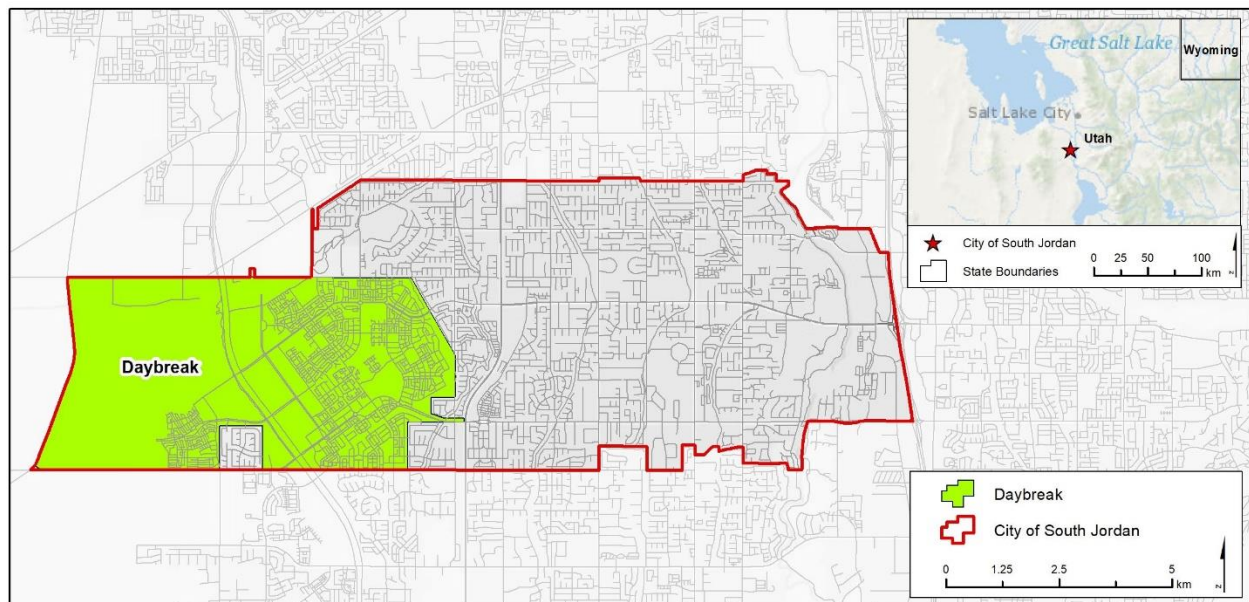 Great Salt Lake
Wyoming
Salt Lake City
Utah
City of South Jordan
State Boundaries
0 25 50 100
km
N
Daybreak
Daybreak
City of South Jordan
0 1.25 2.5 5
km
N